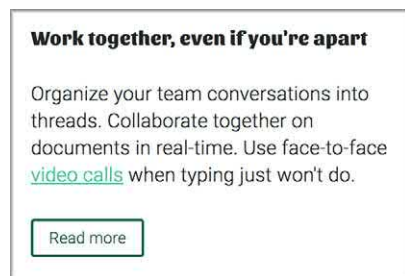 Work together, even if you're apart
Organize your team conversations into
threads. Collaborate together on
documents in real-time. Use face-to-face
video calls when typing just won't do.
Read more